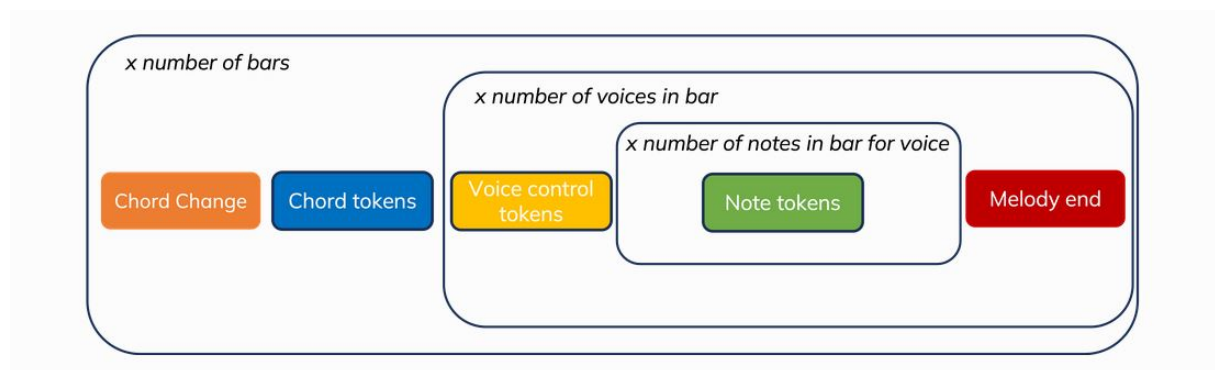 x number of bars
x number of voices in bar
x number of notes in bar for voice
Chord Change
Chord tokens
Voice control
tokens
Note tokens
Melody end